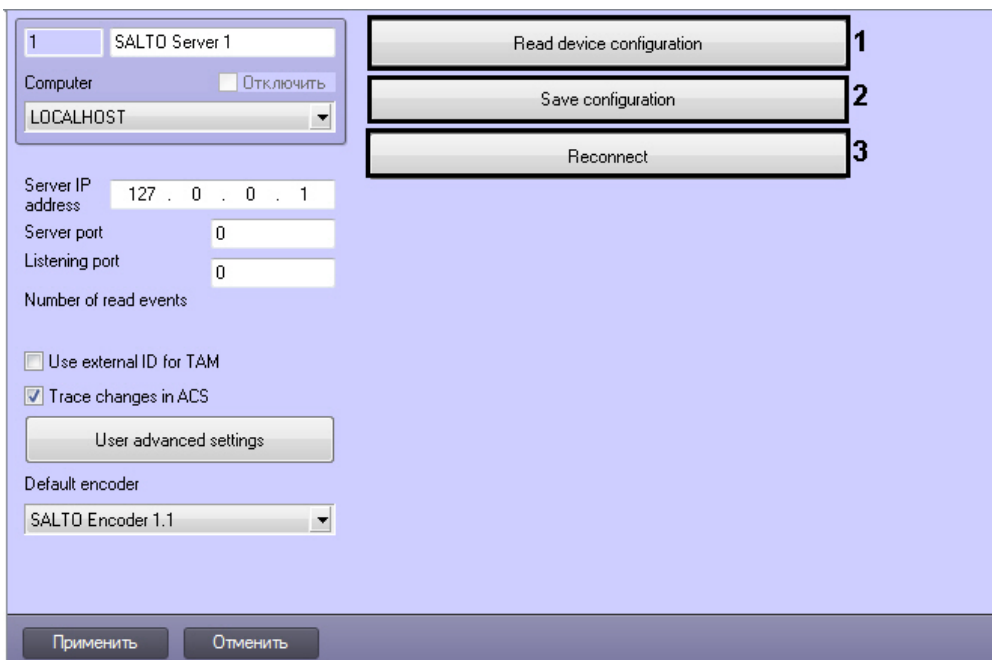 1 SALTO Server 1
Computer Отключить
LOCALHOST
Server IP
address
127 . 0 . 0 . 1
Server port 0
Listening port 0
Number of read events
Use external ID for TAM
Trace changes in ACS
User advanced settings
Default encoder
SALTO Encoder 1.1
Read device configuration 1
Save configuration 2
Reconnect 3
Применить Отменить